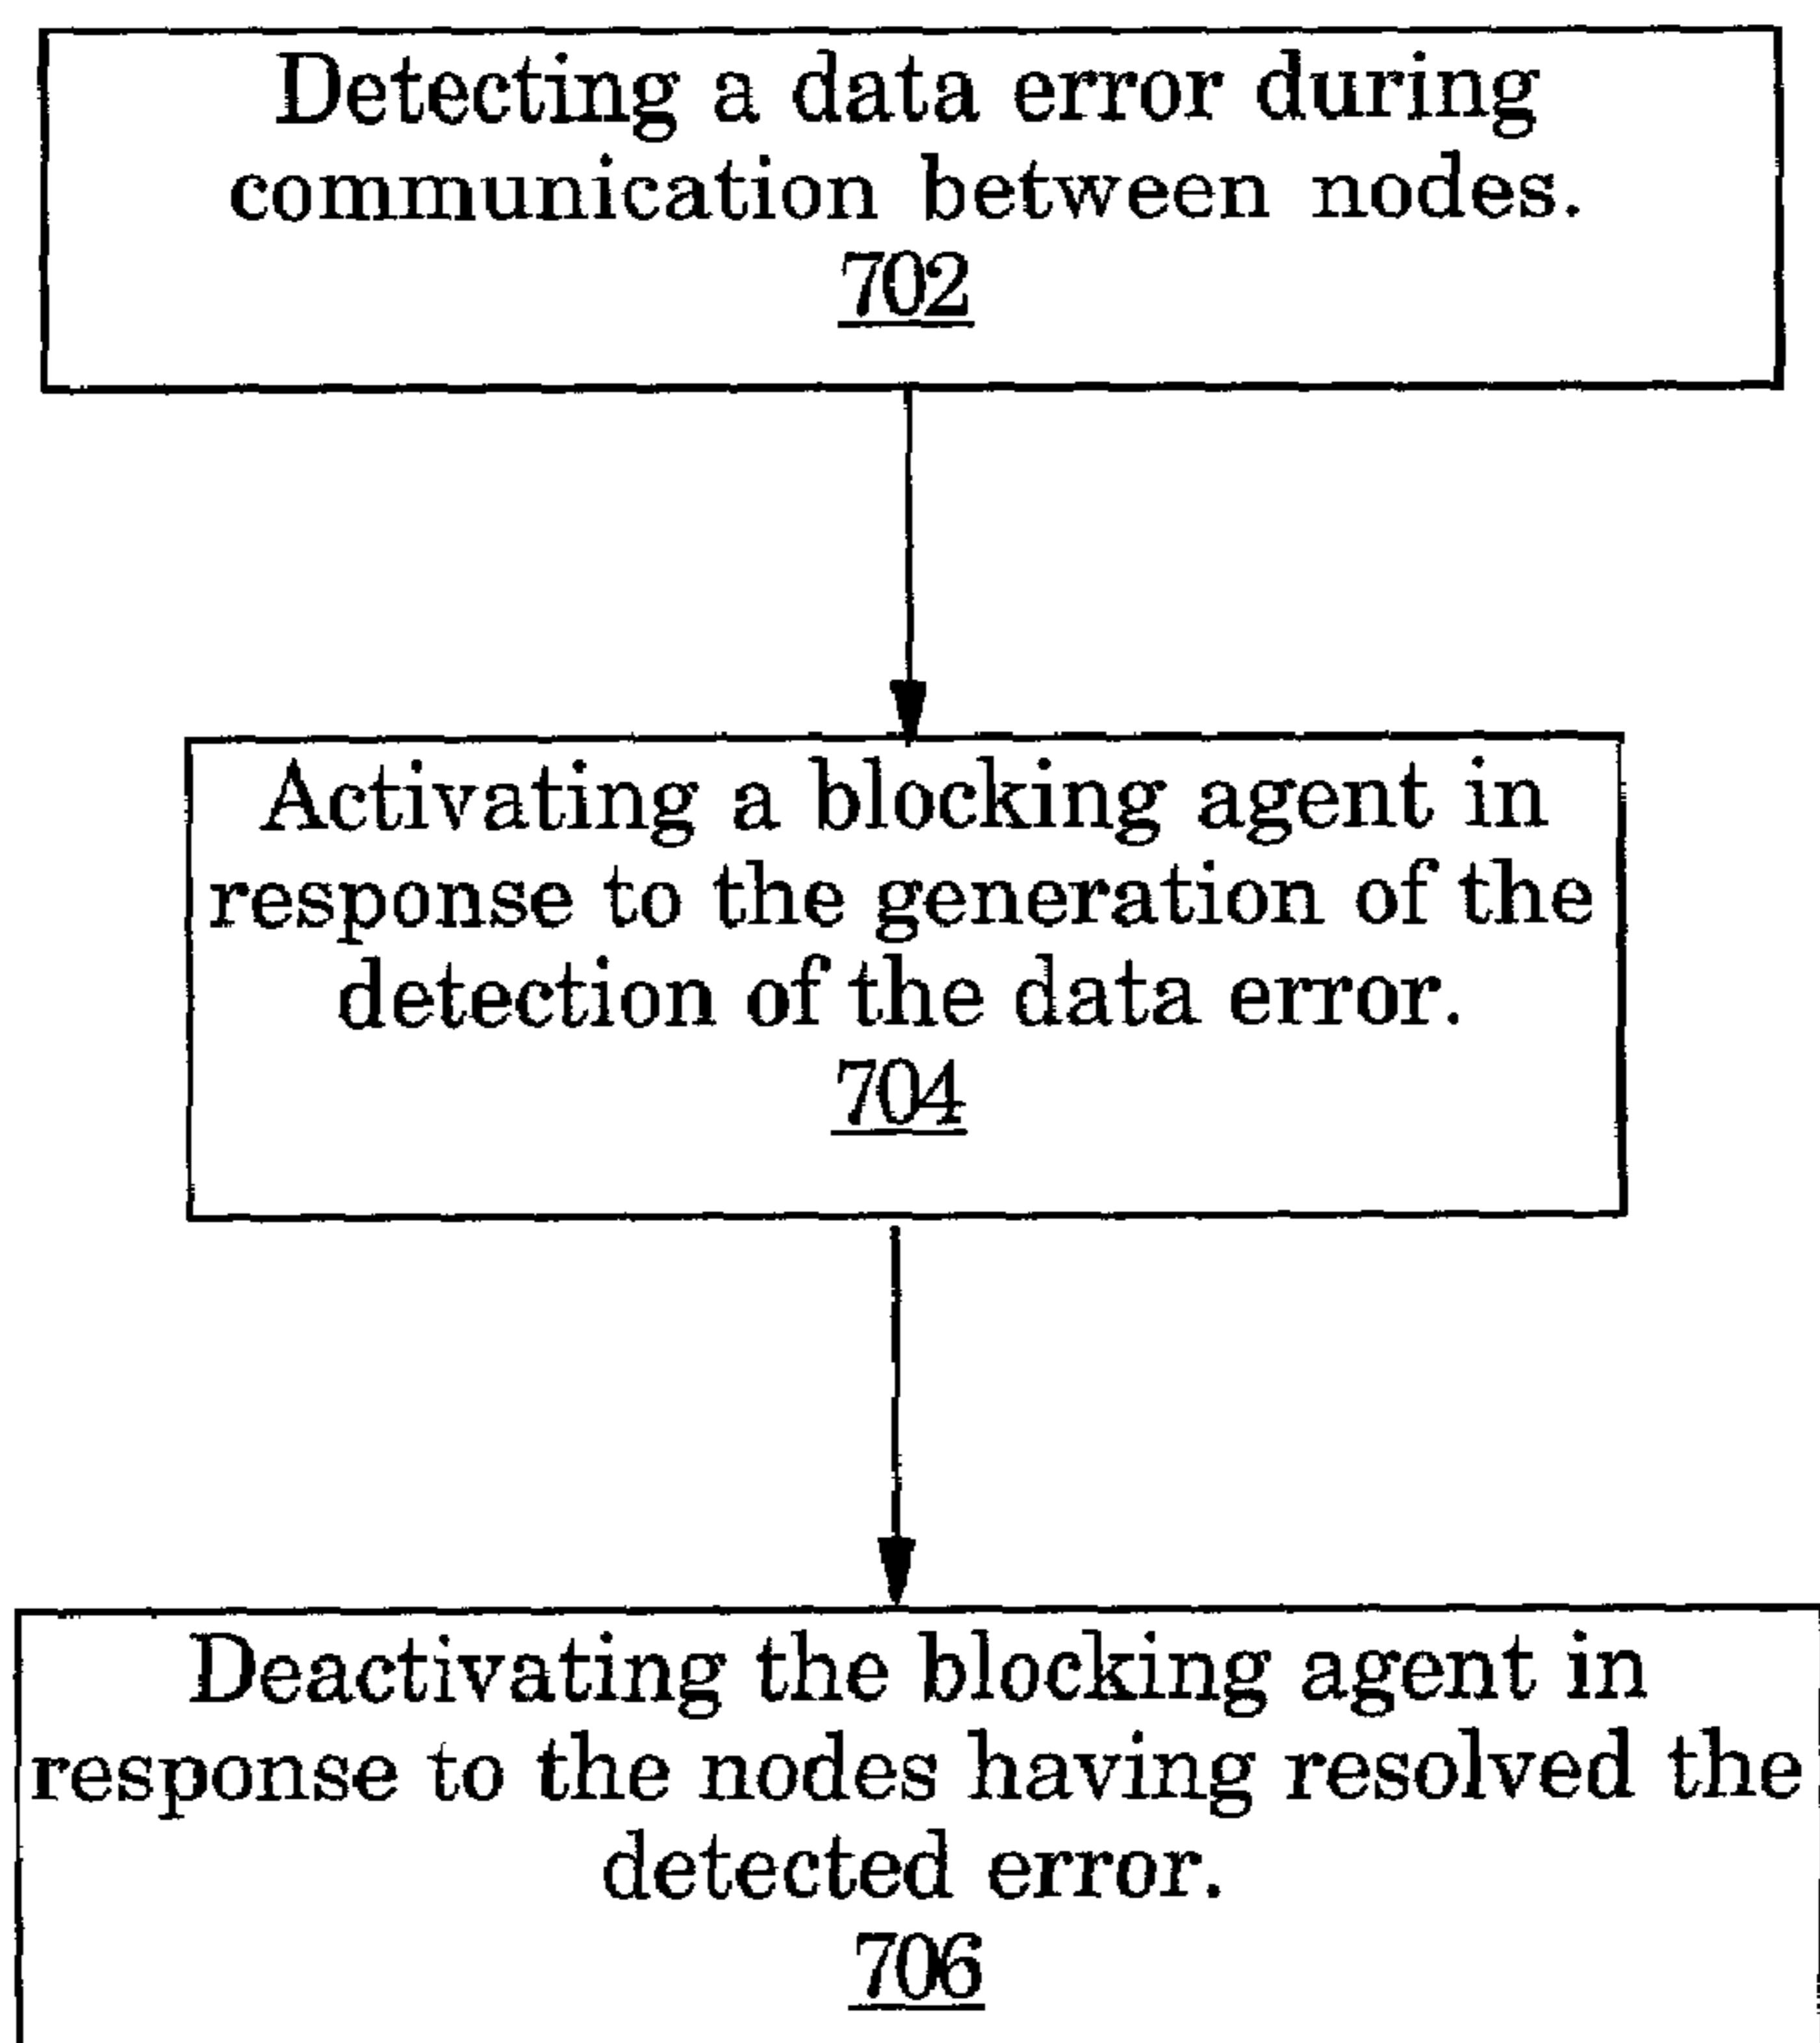 Detecting a data error during
communication between nodes.
702
Activating a blocking agent in
response to the generation of the
detection of the data error.
704
Deactivating the blocking agent in
response to the nodes having resolved the
detected error.
706